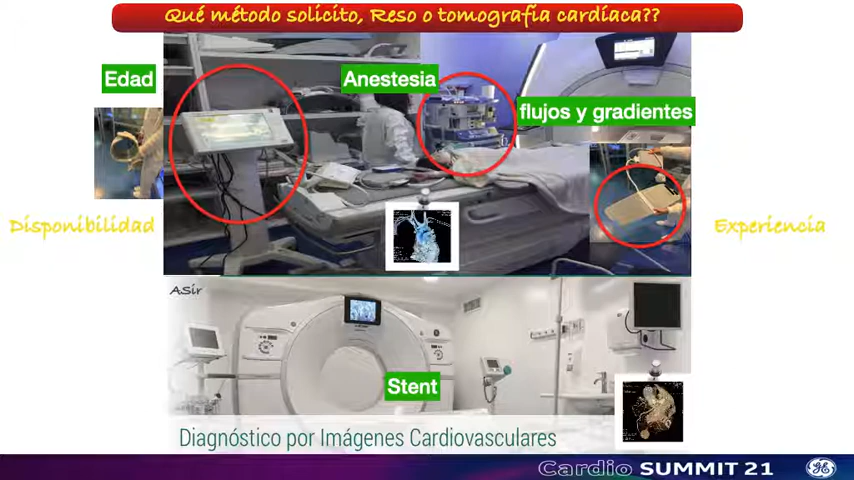 Qué método solicito, Reso o tomografía cardíaca??
Edad
Anestesia
flujos y gradientes
Disponibilidad
Experiencia
ASir
Stent
Diagnóstico por Imágenes Cardiovasculares
Cardio SUMMIT 21